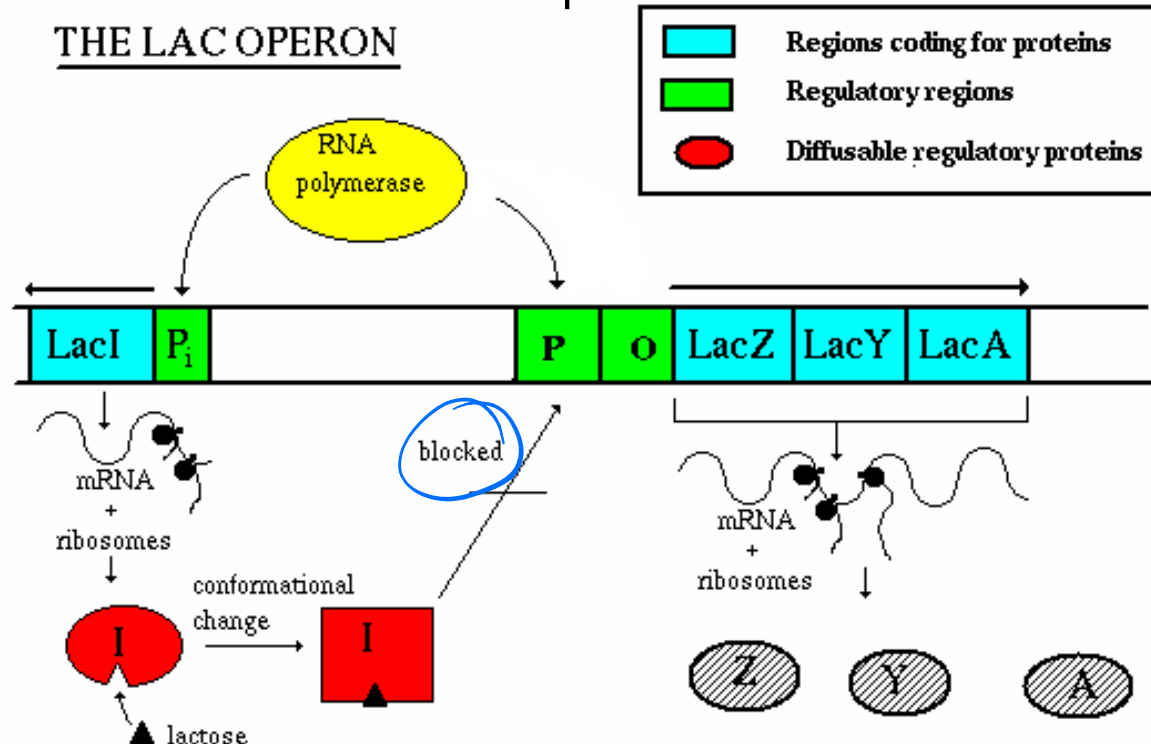 THE LAC OPERON
Regions coding for proteins
Regulatory regions
Diffusable regulatory proteins
RNA
polymerase
LacI
Pi
P
O
LacZ
LacY
LacA
blocked
mRNA
+
ribosomes
mRNA
+
ribosomes
conformational
change
I
I
lactose
Z
Y
A